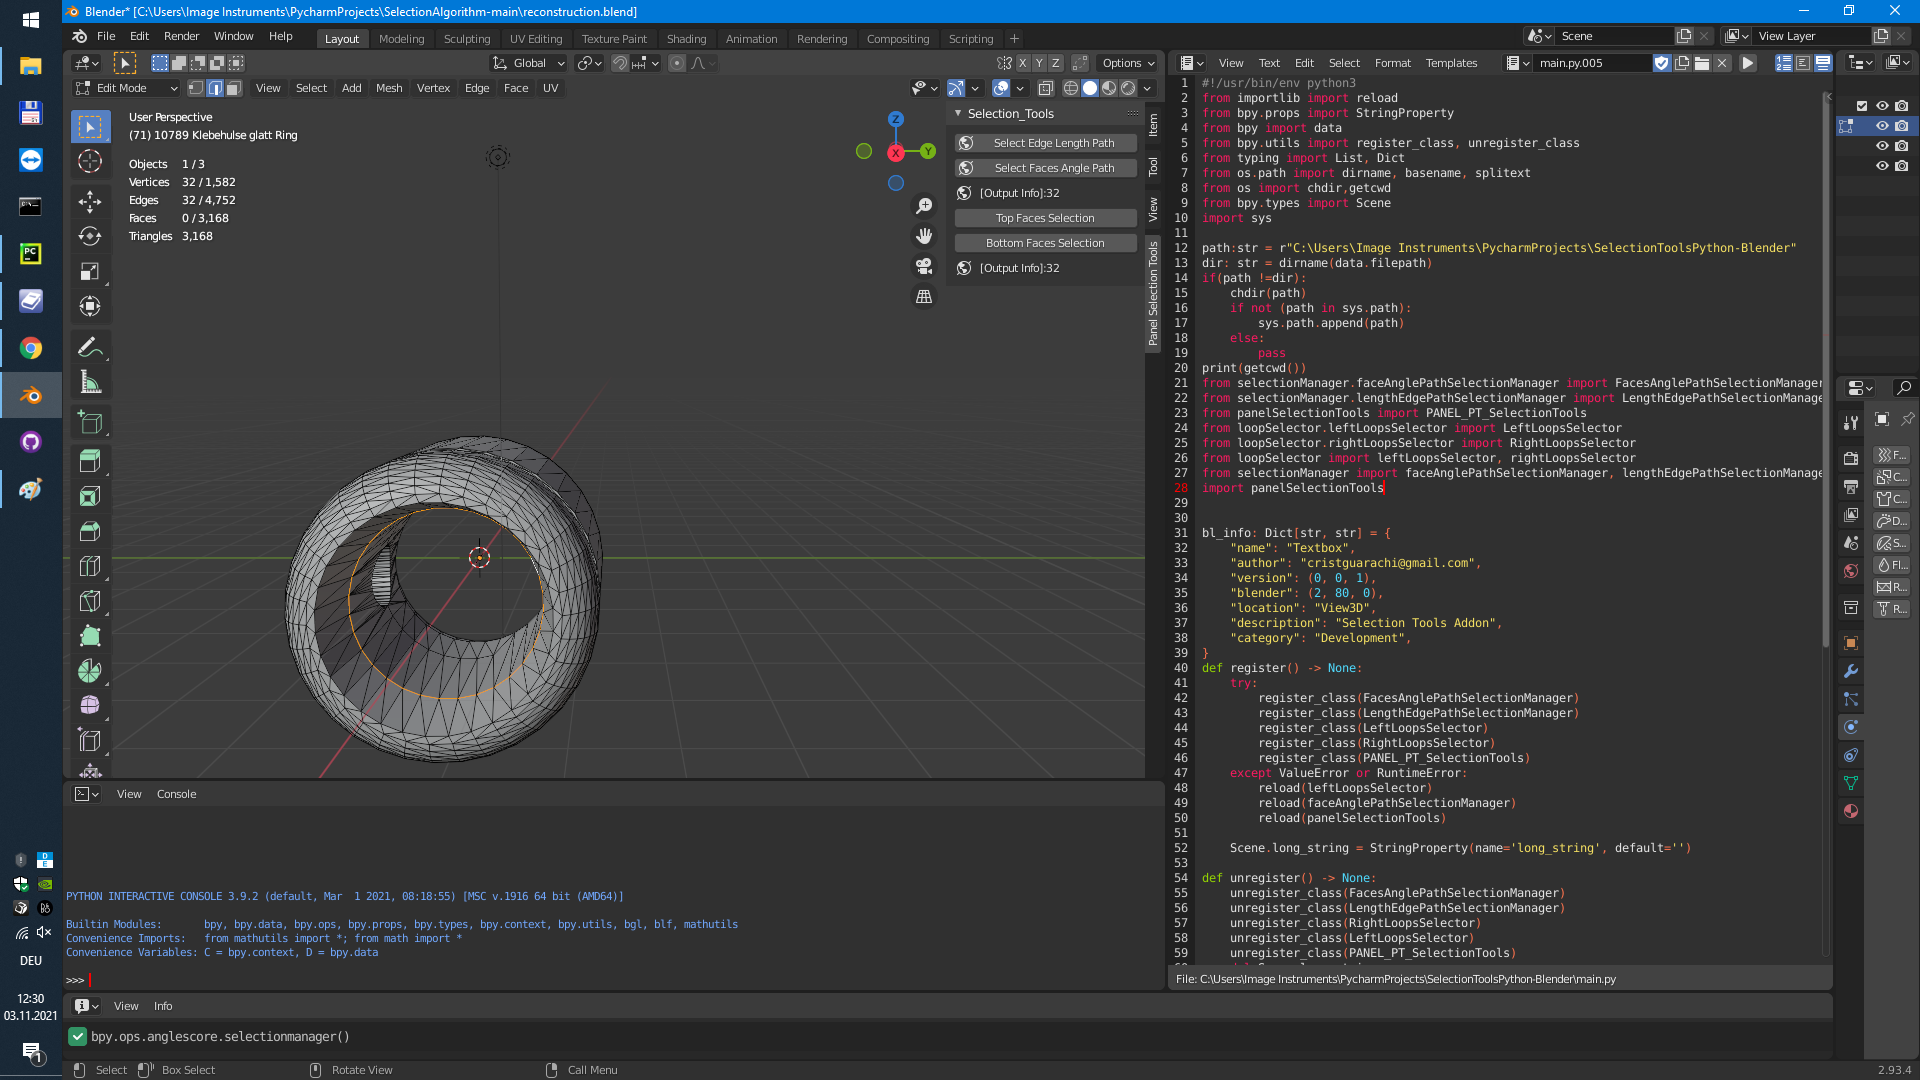 Blender* [C:\Users\Image Instruments\PycharmProjects\SelectionAlgorithm-main\reconstruction.blend]
File Edit Render Window Help Layout Modeling Sculpting UV Editing Texture Paint Shading Animation Rendering Compositing Scripting + Scene View Layer
Global X Y Z Options
Edit Mode View Select Add Mesh Vertex Edge Face UV
User Perspective
(71) 10789 Klebehulse glatt Ring
Objects 1 / 3
Vertices 32 / 1,582
Edges 32 / 4,752
Faces 0 / 3,168
Triangles 3,168
Z
X
Y
Selection_Tools
Select Edge Length Path
Select Faces Angle Path
[Output Info]:32
Top Faces Selection
Bottom Faces Selection
[Output Info]:32
Item
Tool
View
Panel Selection Tools
View Text Edit Select Format Templates main.py.005
1 #!/usr/bin/env python3
2 from importlib import reload
3 from bpy.props import StringProperty
4 from bpy import data
5 from bpy.utils import register_class, unregister_class
6 from typing import List, Dict
7 from os.path import dirname, basename, splitext
8 from os import chdir,getcwd
9 from bpy.types import Scene
10 import sys
11
12 path:str = r"C:\Users\Image Instruments\PycharmProjects\SelectionToolsPython-Blender"
13 dir: str = dirname(data.filepath)
14 if(path !=dir):
15     chdir(path)
16     if not (path in sys.path):
17         sys.path.append(path)
18     else:
19         pass
20 print(getcwd())
21 from selectionManager.faceAnglePathSelectionManager import FacesAnglePathSelectionManager
22 from selectionManager.lengthEdgePathSelectionManager import LengthEdgePathSelectionManage
23 from panelSelectionTools import PANEL_PT_SelectionTools
24 from loopSelector.leftLoopsSelector import LeftLoopsSelector
25 from loopSelector.rightLoopsSelector import RightLoopsSelector
26 from loopSelector import leftLoopsSelector, rightLoopsSelector
27 from selectionManager import faceAnglePathSelectionManager, lengthEdgePathSelectionManage
28 import panelSelectionTools
29
30
31 bl_info: Dict[str, str] = {
32     "name": "Textbox",
33     "author": "cristguarachi@gmail.com",
34     "version": (0, 0, 1),
35     "blender": (2, 80, 0),
36     "location": "View3D",
37     "description": "Selection Tools Addon",
38     "category": "Development",
39 }
40 def register() -> None:
41     try:
42         register_class(FacesAnglePathSelectionManager)
43         register_class(LengthEdgePathSelectionManager)
44         register_class(LeftLoopsSelector)
45         register_class(RightLoopsSelector)
46         register_class(PANEL_PT_SelectionTools)
47     except ValueError or RuntimeError:
48         reload(leftLoopsSelector)
49         reload(faceAnglePathSelectionManager)
50         reload(panelSelectionTools)
51
52     Scene.long_string = StringProperty(name='long_string', default='')
53
54 def unregister() -> None:
55     unregister_class(FacesAnglePathSelectionManager)
56     unregister_class(LengthEdgePathSelectionManager)
57     unregister_class(RightLoopsSelector)
58     unregister_class(LeftLoopsSelector)
59     unregister_class(PANEL_PT_SelectionTools)
File: C:\Users\Image Instruments\PycharmProjects\SelectionToolsPython-Blender\main.py
F...
C...
C...
D...
S...
Fl...
R...
R...
View Console
PYTHON INTERACTIVE CONSOLE 3.9.2 (default, Mar  1 2021, 08:18:55) [MSC v.1916 64 bit (AMD64)]
Builtin Modules:       bpy, bpy.data, bpy.ops, bpy.props, bpy.types, bpy.context, bpy.utils, bgl, blf, mathutils
Convenience Imports:   from mathutils import *; from math import *
Convenience Variables: C = bpy.context, D = bpy.data
>>>
View Info
bpy.ops.anglescore.selectionmanager()
Select Box Select Rotate View Call Menu 2.93.4
PC
DEU
12:30
03.11.2021
1